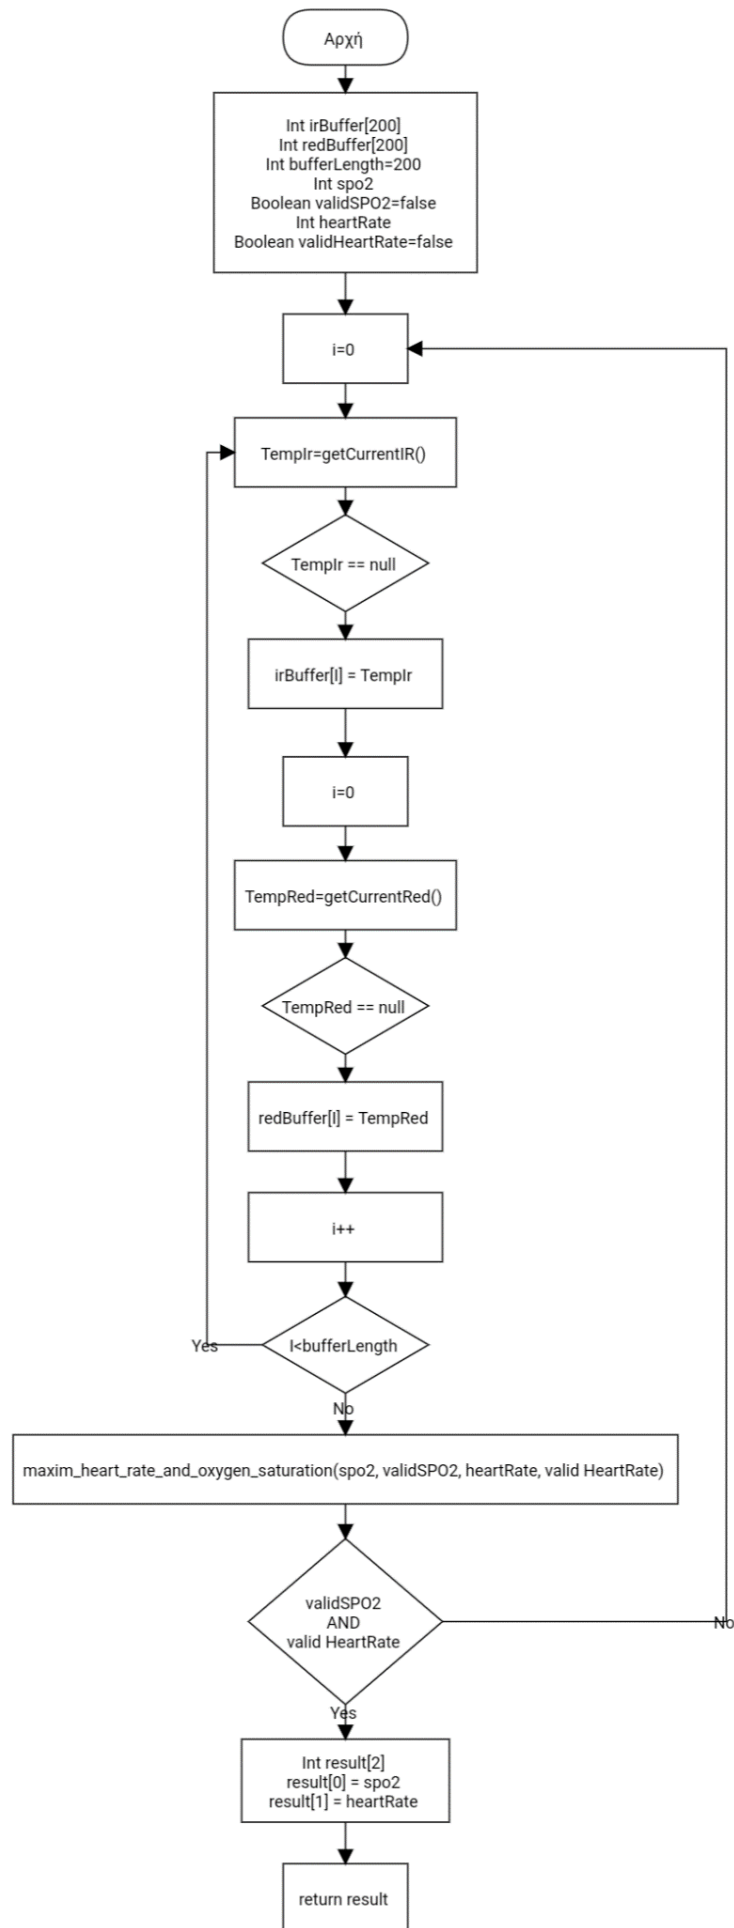 Αρχή
Int irBuffer[200]
Int redBuffer[200]
Int bufferLength=200
Int spo2
Boolean validSPO2=false
Int heartRate
Boolean validHeartRate=false
i=0
TempIr=getCurrentIR()
TempIr == null
irBuffer[I] = TempIr
i=0
TempRed=getCurrentRed()
TempRed == null
redBuffer[I] = TempRed
i++
Yes
I<bufferLength
No
maxim_heart_rate_and_oxygen_saturation(spo2, validSPO2, heartRate, valid HeartRate)
validSPO2
AND
valid HeartRate
No
Yes
Int result[2]
result[0] = spo2
result[1] = heartRate
return result